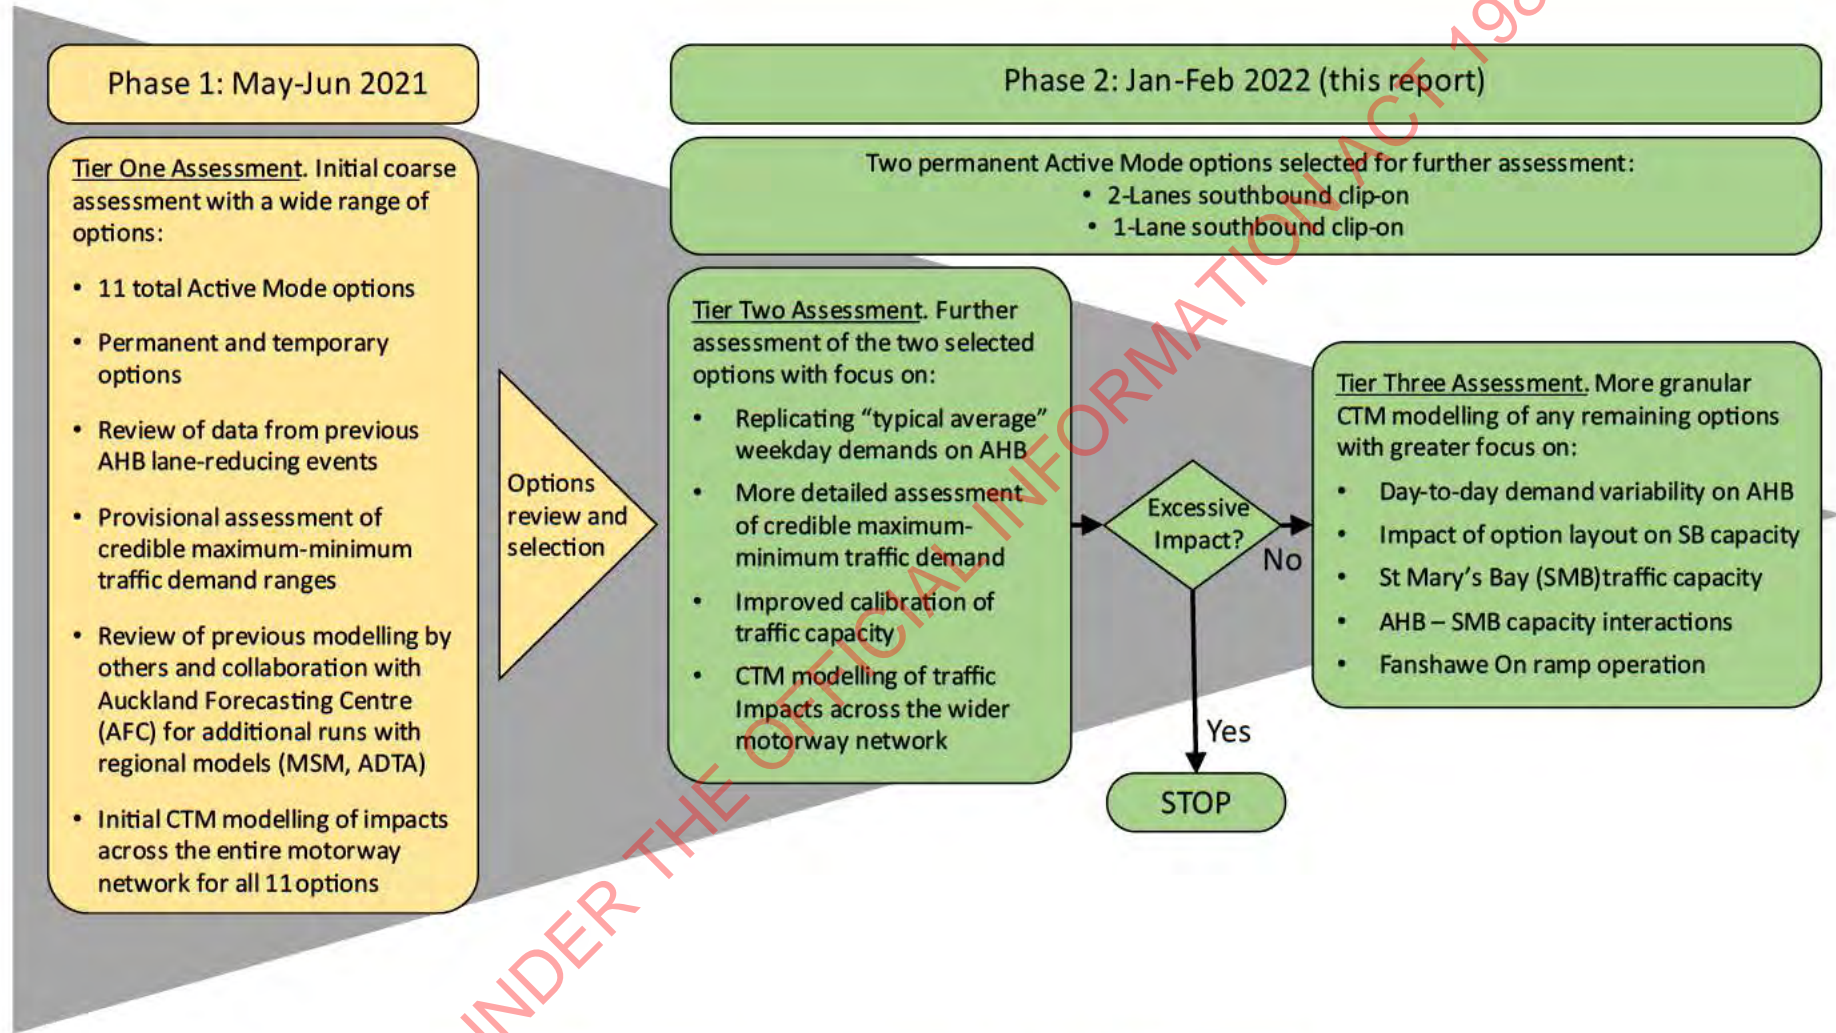 Phase 1: May-Jun 2021
Tier One Assessment. Initial coarse
assessment with a wide range of
options:
• 11 total Active Mode options
• Permanent and temporary
options
• Review of data from previous
AHB lane-reducing events
• Provisional assessment of
credible maximum-minimum
traffic demand ranges
• Review of previous modelling by
others and collaboration with
Auckland Forecasting Centre
(AFC) for additional runs with
regional models (MSM, ADTA)
• Initial CTM modelling of impacts
across the entire motorway
network for all 11options
Options
review and
selection
Phase 2: Jan-Feb 2022 (this report)
Two permanent Active Mode options selected for further assessment:
• 2-Lanes southbound clip-on
• 1-Lane southbound clip-on
Tier Two Assessment. Further
assessment of the two selected
options with focus on:
• Replicating “typical average”
weekday demands on AHB
• More detailed assessment
of credible maximum-
minimum traffic demand
• Improved calibration of
traffic capacity
• CTM modelling of traffic
Impacts across the wider
motorway network
Excessive
Impact?
No
Yes
STOP
Tier Three Assessment. More granular
CTM modelling of any remaining options
with greater focus on:
• Day-to-day demand variability on AHB
• Impact of option layout on SB capacity
• St Mary’s Bay (SMB)traffic capacity
• AHB – SMB capacity interactions
• Fanshawe On ramp operation
UNDER THE OFFICIAL INFORMATION ACT 198